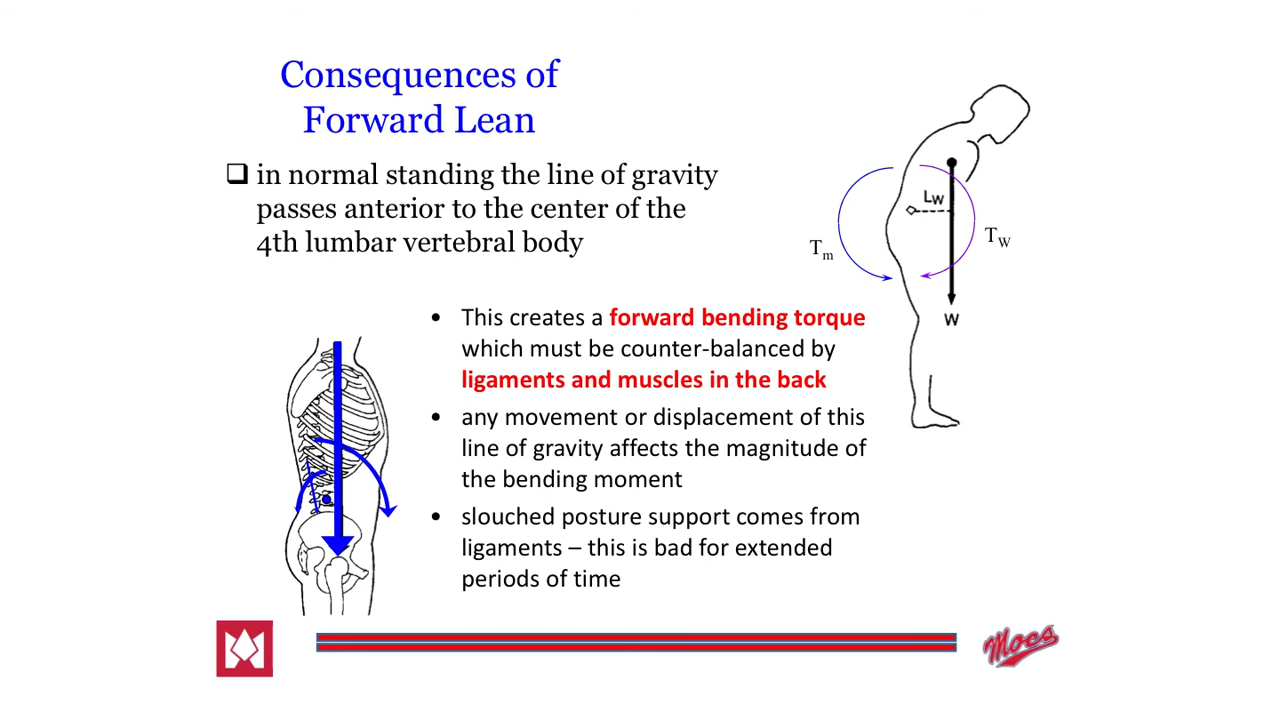 Consequences of
Forward Lean
❑ in normal standing the line of gravity
passes anterior to the center of the
4th lumbar vertebral body
Lw
Tm
TW
W
• This creates a forward bending torque
which must be counter-balanced by
ligaments and muscles in the back
• any movement or displacement of this
line of gravity affects the magnitude of
the bending moment
• slouched posture support comes from
ligaments – this is bad for extended
periods of time
Mocs